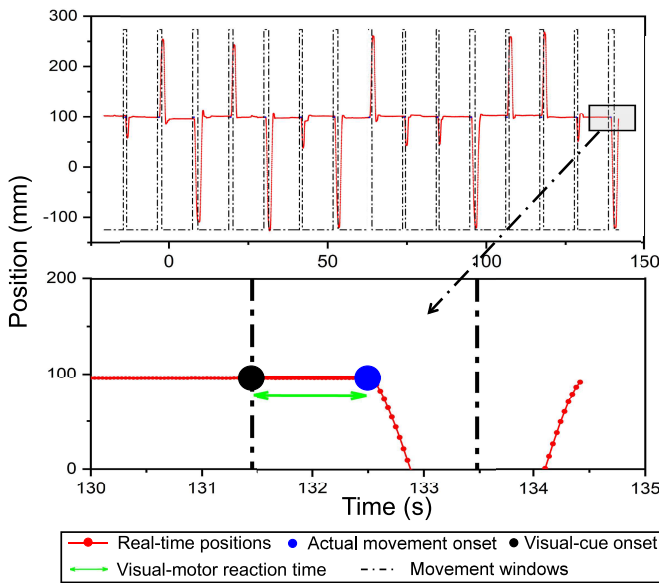 300
200
100
0
-100
0
50
100
150
Position (mm)
200
100
0
130
131
132
133
134
135
Time (s)
Real-time positions
Actual movement onset
Visual-cue onset
Visual-motor reaction time
Movement windows